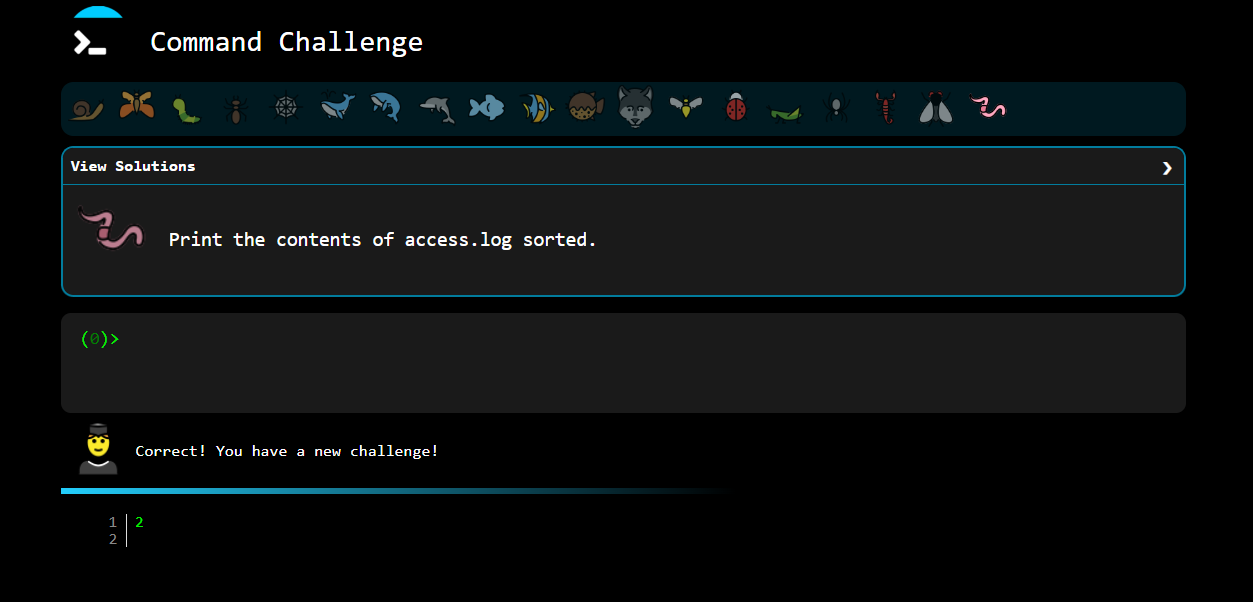 Command Challenge
View Solutions
Print the contents of access.log sorted.
(0)>
Correct! You have a new challenge!
1 2
2